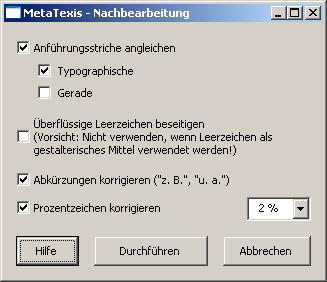 MetaTexis - Nachbearbeitung
Anführungsstriche angleichen
Typographische
Gerade
Überflüssige Leerzeichen beseitigen
(Vorsicht: Nicht verwenden, wenn Leerzeichen als
gestalterisches Mittel verwendet werden!)
Abkürzungen korrigieren ("z. B.", "u. a.")
Prozentzeichen korrigieren
2 %
Hilfe
Durchführen
Abbrechen